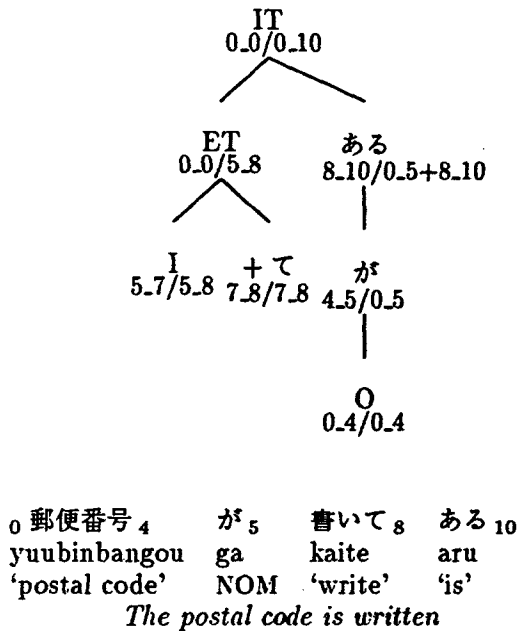 IT
0_0/0_10
ET ある
0_0/5_8 8_10/0_5+8_10
I +て が
5_7/5_8 7_8/7_8 4_5/0_5
O
0_4/0_4
0 郵便番号 4 が 5 書いて 8 ある 10
yuubinbangou ga kaite aru
‘postal code’ NOM ‘write’ ‘is’
The postal code is written